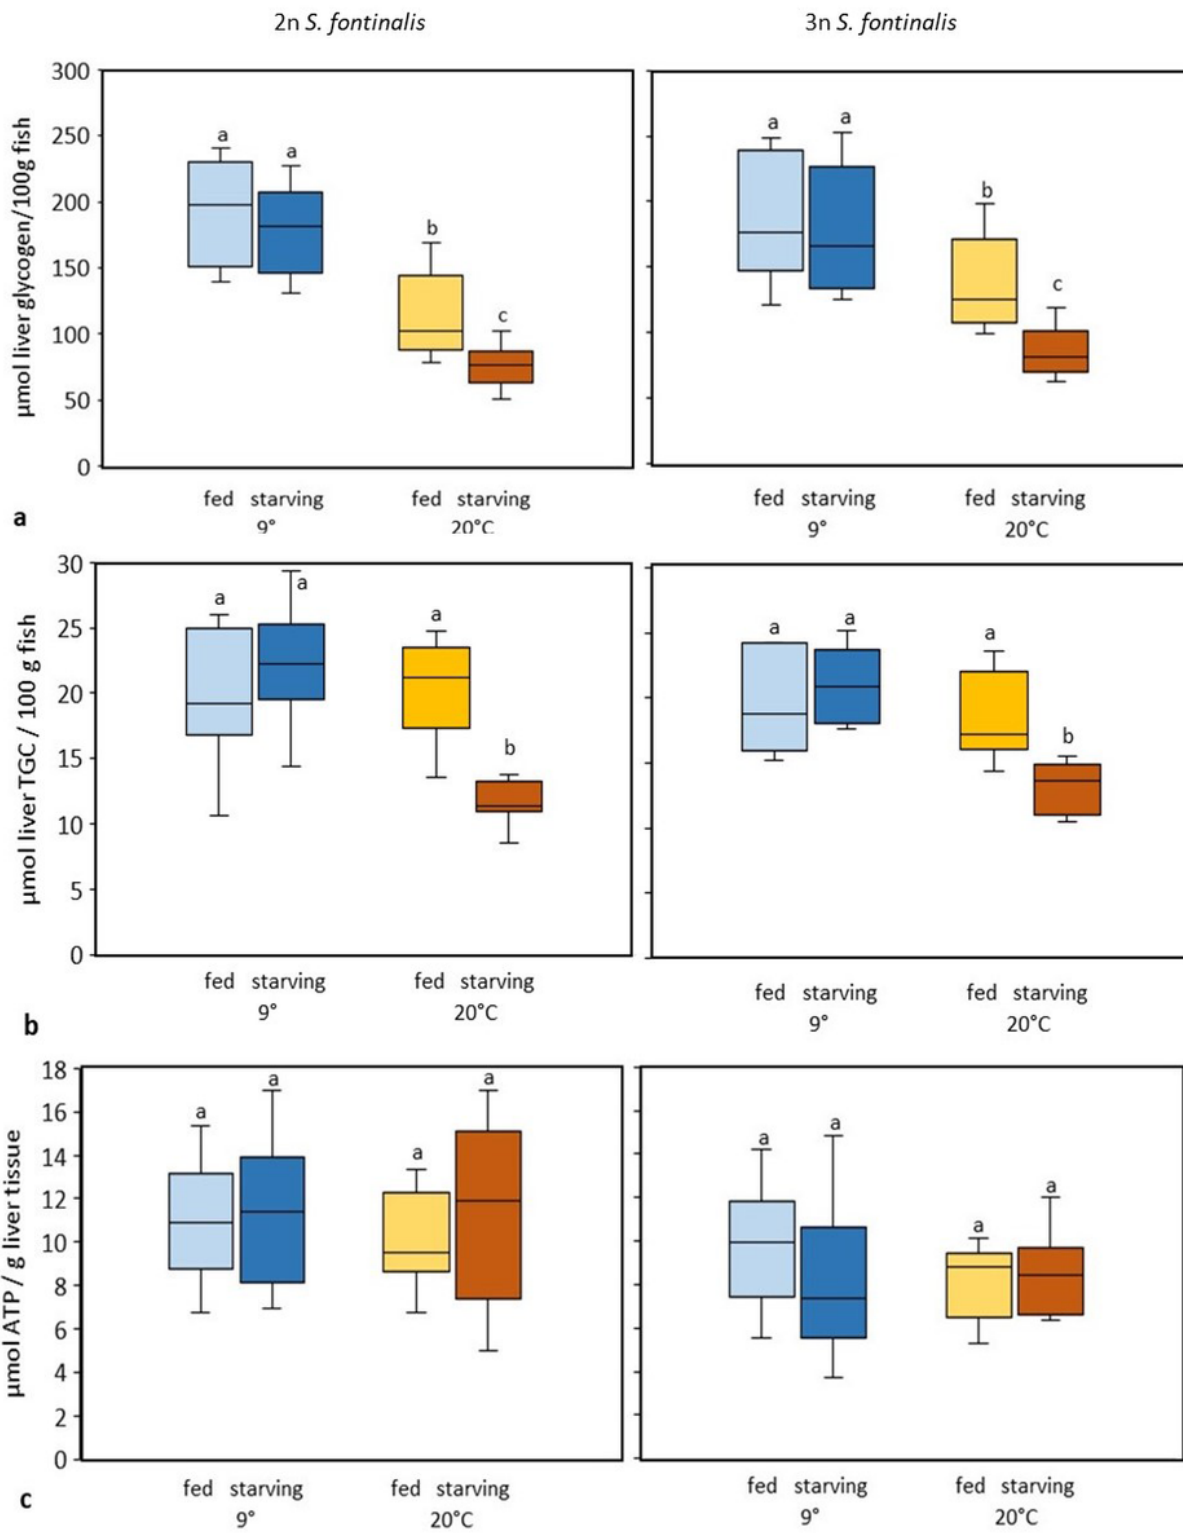 2n S. fontinalis 3n S. fontinalis
300
250
200
150
100
50
0
µmol liver glycogen/100g fish
a a b c
a a b c
fed starving fed starving fed starving fed starving
a 9° 20°C 9° 20°C
30
25
20
15
10
5
0
µmol liver TGC / 100 g fish
a a a b
a a a b
fed starving fed starving fed starving fed starving
b 9° 20°C 9° 20°C
18
16
14
12
10
8
6
4
2
0
µmol ATP / g liver tissue
a a a a
a a a a
fed starving fed starving fed starving fed starving
c 9° 20°C 9° 20°C